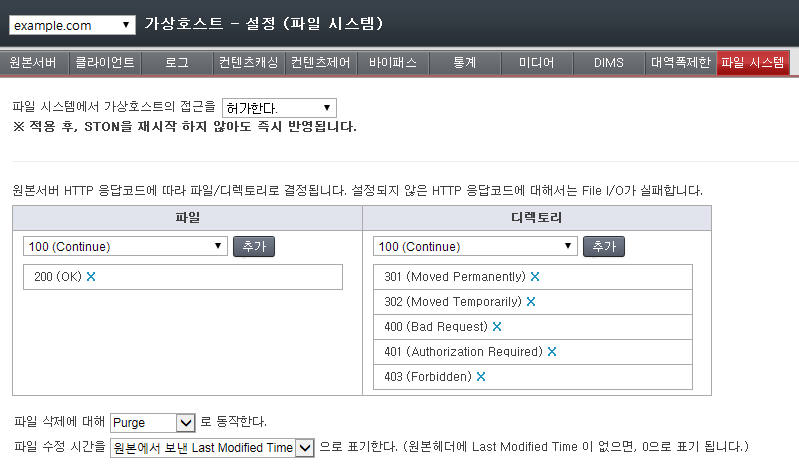 example.com 가상호스트 - 설정 (파일 시스템)
원본서버 클라이언트 로그 컨텐츠캐싱 컨텐츠제어 바이패스 통계 미디어 DIMS 대역폭제한 파일 시스템
파일 시스템에서 가상호스트의 접근을 허가한다.
※ 적용 후, STON을 재시작 하지 않아도 즉시 반영됩니다.
원본서버 HTTP 응답코드에 따라 파일/디렉토리로 결정됩니다. 설정되지 않은 HTTP 응답코드에 대해서는 File I/O가 실패합니다.
파일 디렉토리
100 (Continue) 추가 100 (Continue) 추가
200 (OK) X 301 (Moved Permanently) X
302 (Moved Temporarily) X
400 (Bad Request) X
401 (Authorization Required) X
403 (Forbidden) X
파일 삭제에 대해 Purge 로 동작한다.
파일 수정 시간을 원본에서 보낸 Last Modified Time 으로 표기한다. (원본헤더에 Last Modified Time 이 없으면, 0으로 표기 됩니다.)